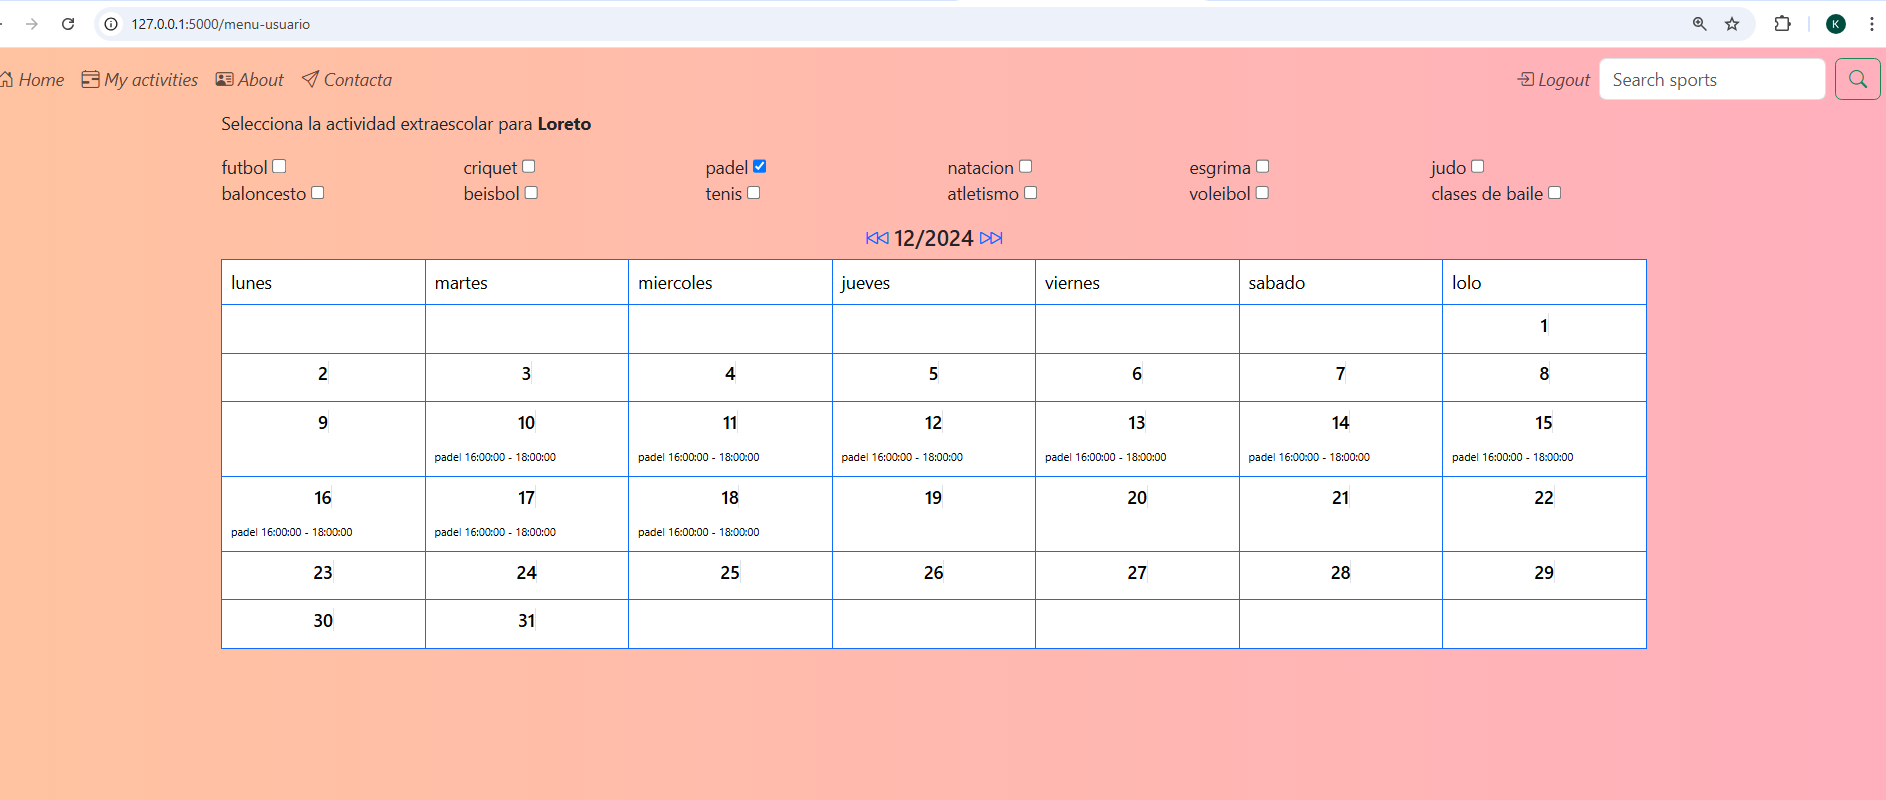 127.0.0.1:5000/menu-usuario
K
Home My activities About Contacta Logout Search sports
Selecciona la actividad extraescolar para Loreto
futbol criquet padel natacion esgrima judo
baloncesto beisbol tenis atletismo voleibol clases de baile
12/2024
lunes martes miercoles jueves viernes sabado lolo
1
2 3 4 5 6 7 8
9 10 11 12 13 14 15
padel 16:00:00 - 18:00:00 padel 16:00:00 - 18:00:00 padel 16:00:00 - 18:00:00 padel 16:00:00 - 18:00:00 padel 16:00:00 - 18:00:00 padel 16:00:00 - 18:00:00
16 17 18 19 20 21 22
padel 16:00:00 - 18:00:00 padel 16:00:00 - 18:00:00 padel 16:00:00 - 18:00:00
23 24 25 26 27 28 29
30 31